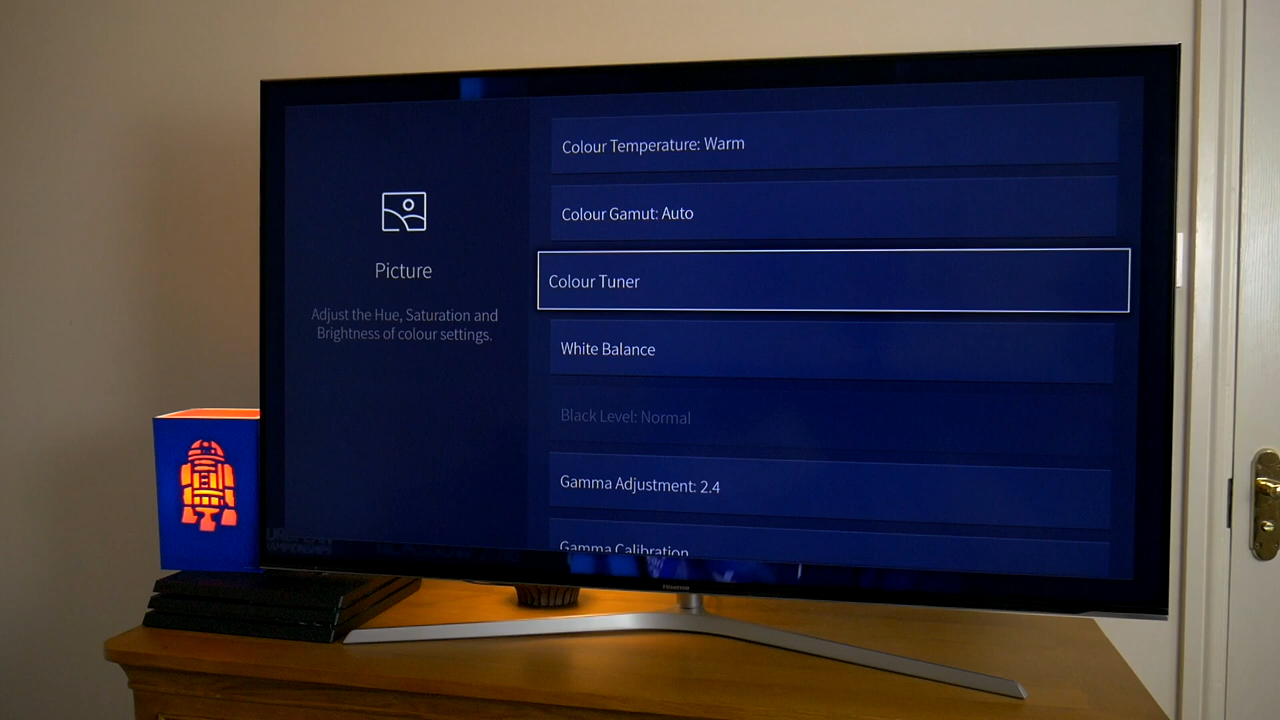 Colour Temperature: Warm
Colour Gamut: Auto
Picture
Colour Tuner
Adjust the Hue, Saturation and
Brightness of colour settings.
White Balance
Black Level: Normal
Gamma Adjustment: 2.4
Gamma Calibration
Hisense